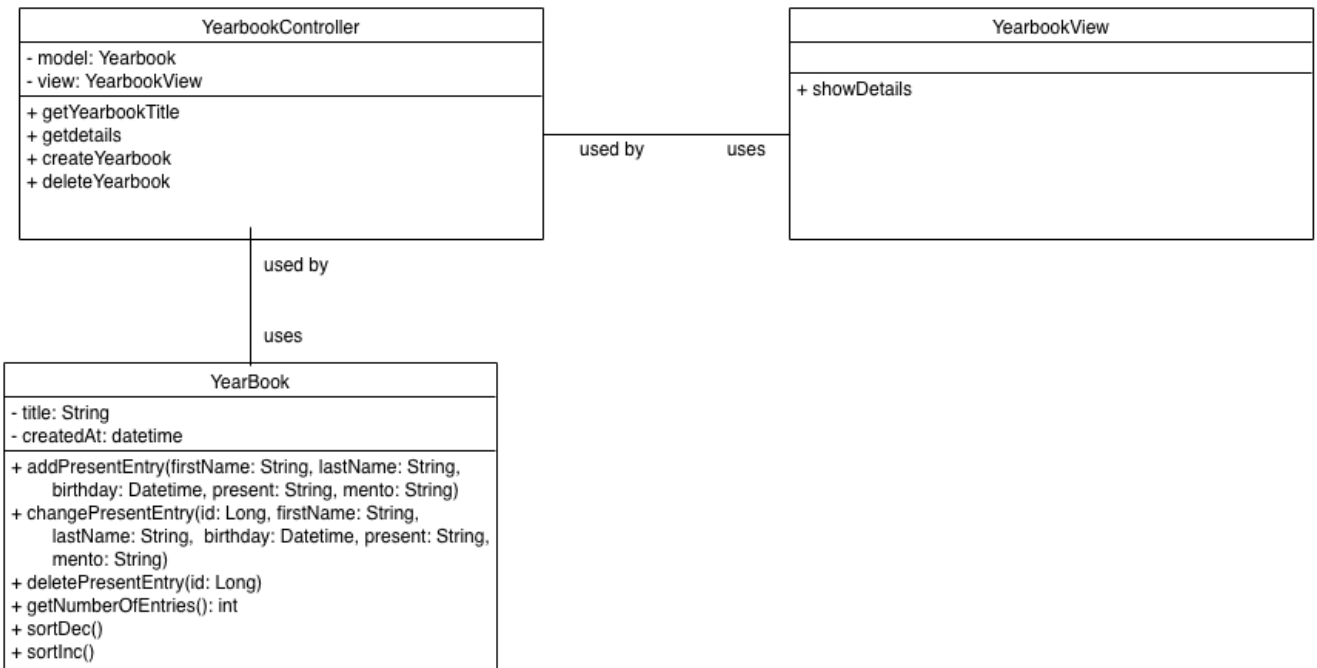 YearbookController
- model: Yearbook
- view: YearbookView
+ getYearbookTitle
+ getdetails
+ createYearbook
+ deleteYearbook
YearbookView
+ showDetails
used by
uses
used by
uses
YearBook
- title: String
- createdAt: datetime
+ addPresentEntry(firstName: String, lastName: String,
birthday: Datetime, present: String, mento: String)
+ changePresentEntry(id: Long, firstName: String,
lastName: String, birthday: Datetime, present: String,
mento: String)
+ deletePresentEntry(id: Long)
+ getNumberOfEntries(): int
+ sortDec()
+ sortInc()